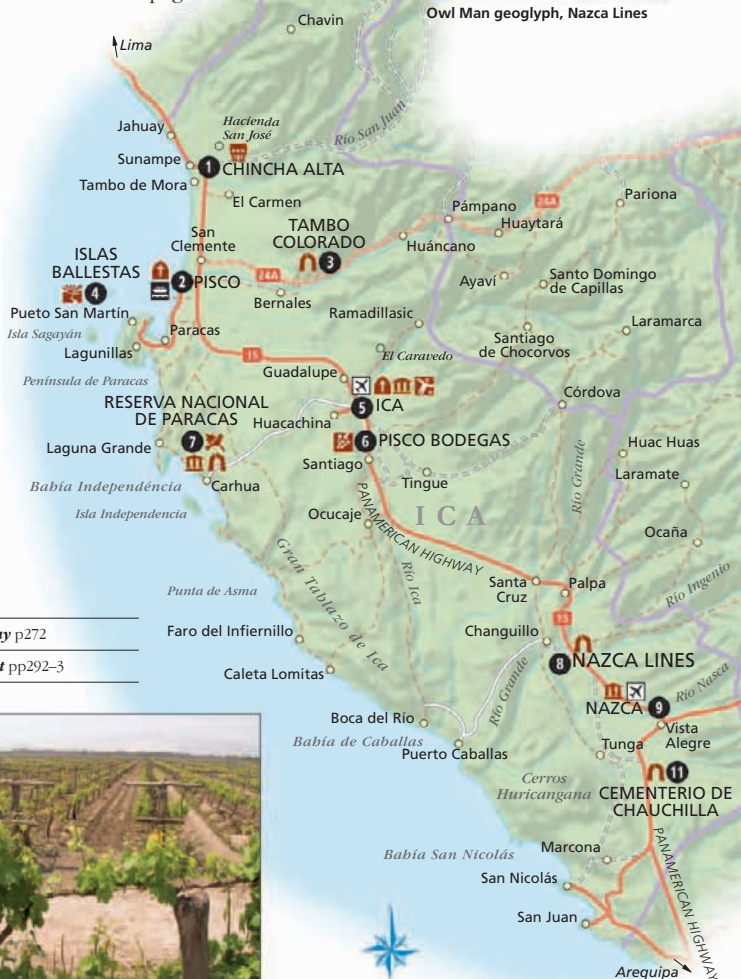 Owl Man geoglyph, Nazca Lines
Chavin
Lima
Jahuay
Hacienda
San José
Río San Juan
Sunampe
1 CHINCHA ALTA
Tambo de Mora
El Carmen
24A
Pariona
Pámpano
Huaytará
San
Clemente
TAMBO
COLORADO
3
Huáncano
ISLAS
BALLESTAS
4
2 PISCO
24A
Bernales
Ayaví
Santo Domingo
de Capillas
Pueto San Martín
Ramadillasic
Laramarca
Isla Sagayán
Paracas
Lagunillas
Santiago
de Chocorvos
El Caravedo
1S
Guadalupe
Península de Paracas
Córdova
RESERVA NACIONAL
DE PARACAS
7
5 ICA
Huacachina
6 PISCO BODEGAS
Laguna Grande
Huac Huas
Santiago
Tingue
Laramate
Río Grande
Bahía Independéncia
Carhua
Isla Independencia
Ocucaje
ICA
PANAMERICAN HIGHWAY
Ocaña
Gran Tablazo de Ica
Río Ica
Río Ingenio
Punta de Asma
Santa
Cruz
Palpa
1S
ay p272
Faro del Infiernillo
Changuillo
t pp292–3
8 NAZCA LINES
Caleta Lomitas
Río Grande
Río Nasca
NAZCA 9
Boca del Río
Vista
Alegre
Bahía de Caballas
Tunga
Puerto Caballas
11
Cerros
Huricangana
CEMENTERIO DE
CHAUCHILLA
Marcona
Bahía San Nicolás
PANAMERICAN HIGHWAY
San Nicolás
San Juan
Arequipa